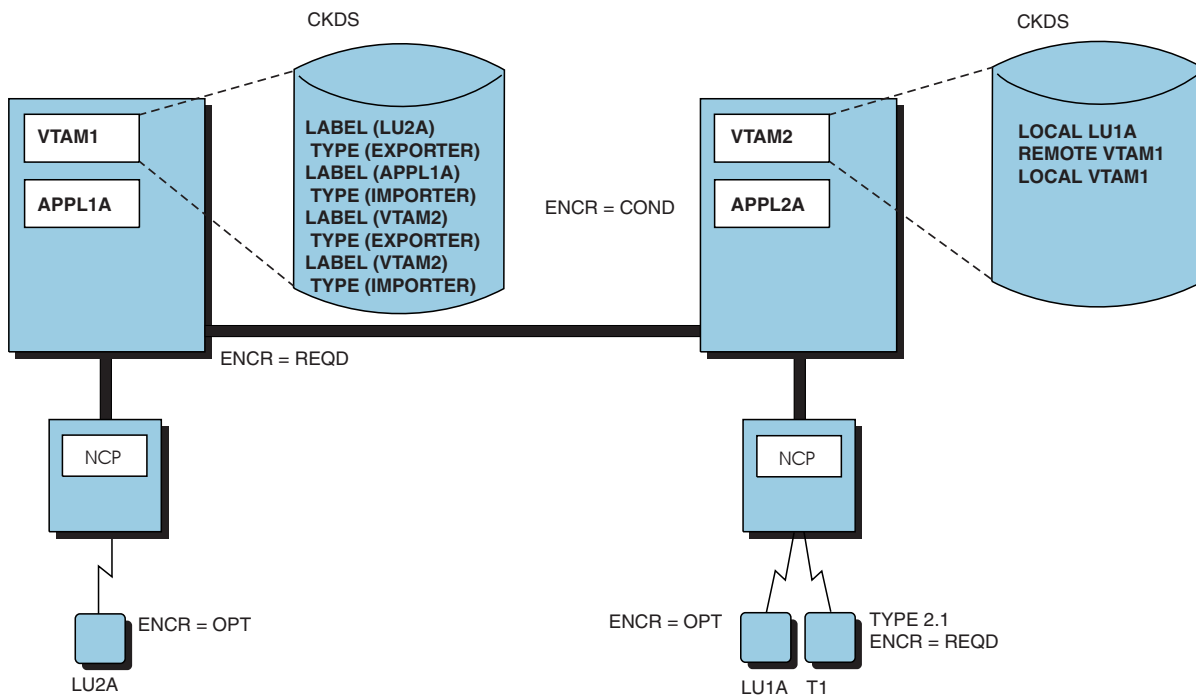 CKDS
CKDS
VTAM1
APPL1A
LABEL (LU2A)
TYPE (EXPORTER)
LABEL (APPL1A)
TYPE (IMPORTER)
LABEL (VTAM2)
TYPE (EXPORTER)
LABEL (VTAM2)
TYPE (IMPORTER)
ENCR = COND
VTAM2
APPL2A
LOCAL LU1A
REMOTE VTAM1
LOCAL VTAM1
ENCR = REQD
NCP
NCP
ENCR = OPT
LU2A
ENCR = OPT
TYPE 2.1
ENCR = REQD
LU1A
T1